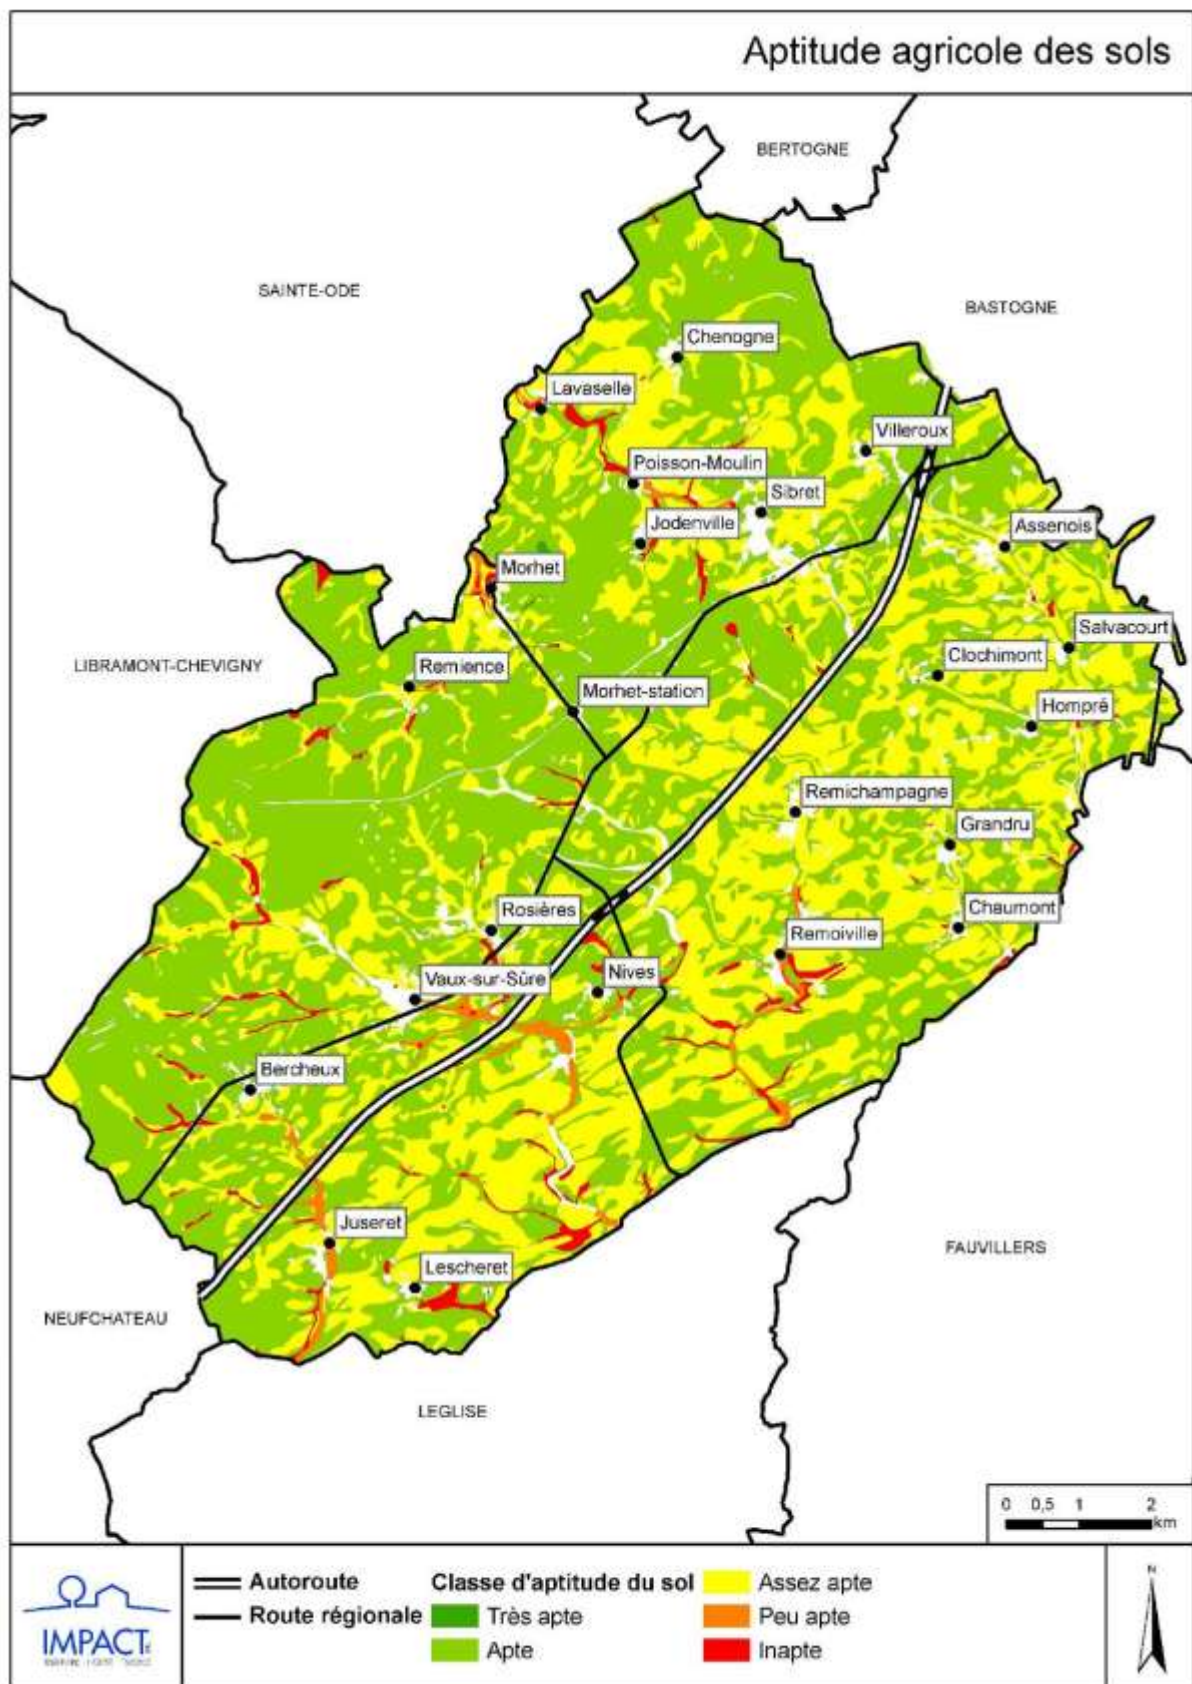 Aptitude agricole des sols
BERTOGNE
SAINTE-ODE
BASTOGNE
Chenogne
Lavaselle
Villeroux
Poisson-Moulin
Sibret
Jodenville
Assenois
Morhet
Salvacourt
LIBRAMONT-CHEVIGNY
Remience
Clochimont
Morhet-station
Hompré
Remichampagne
Grandru
Rosières
Chaumont
Remoiville
Vaux-sur-Sûre
Nives
Bercheux
Juseret
FAUVILLERS
Lescheret
NEUFCHATEAU
LEGLISE
0 0,5 1 2
km
Autoroute
Route régionale
Classe d'aptitude du sol
Très apte
Apte
Assez apte
Peu apte
Inapte
IMPACT
N